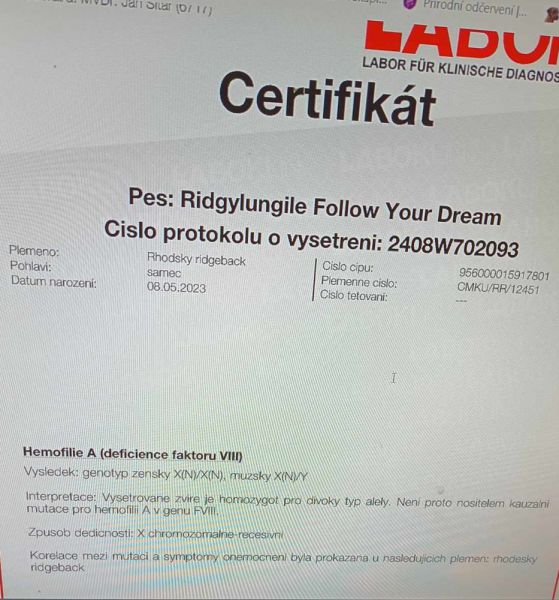 MVDr. Jan Sitar (6717)
Přírodní odčervení j...
LABOR FÜR KLINISCHE DIAGNOS
Certifikát
Pes: Ridgylungile Follow Your Dream
Cislo protokolu o vysetreni: 2408W702093
Plemeno: Rhodsky ridgeback
Pohlavi: samec
Datum narozeni: 08.05.2023
Cislo cipu: 956000015917801
Plemenne cislo: CMKU/RR/12451
Cislo tetovani: ---
Hemofilie A (deficience faktoru VIII)
Vysledek: genotyp zensky X(N)/X(N), muzsky X(N)/Y
Interpretace: Vysetrovane zvire je homozygot pro divoky typ alely. Neni proto nositelem kauzalni
mutace pro hemofilii A v genu FVIII.
Zpusob dedicnosti: X chromozomalne-recesivni
Korelace mezi mutaci a symptomy onemocneni byla prokazana u nasledujicich plemen: rhodesky
ridgeback